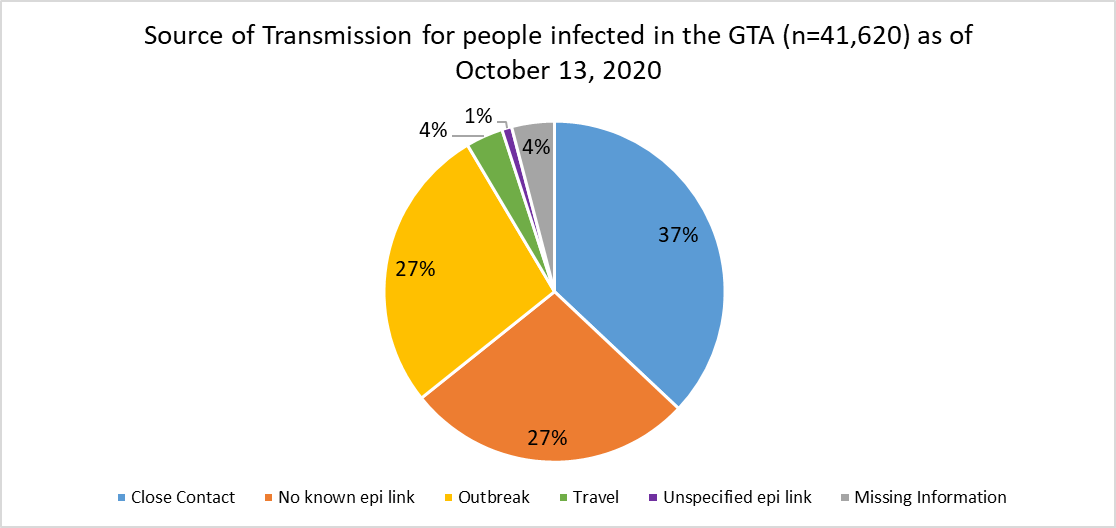 Source of Transmission for people infected in the GTA (n=41,620) as of
October 13, 2020
1%
4%
4%
37%
27%
27%
Close Contact No known epi link Outbreak Travel Unspecified epi link Missing Information